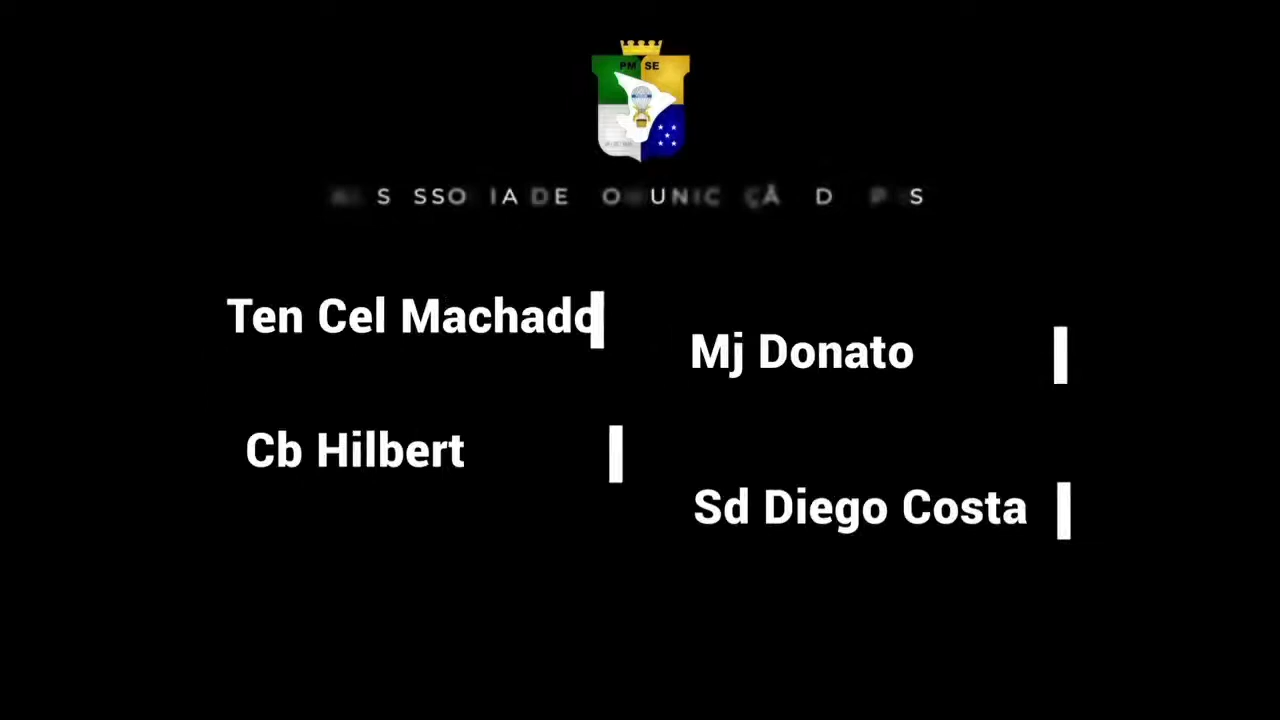 PM SE
Ten Cel Machado
Mj Donato
Cb Hilbert
Sd Diego Costa